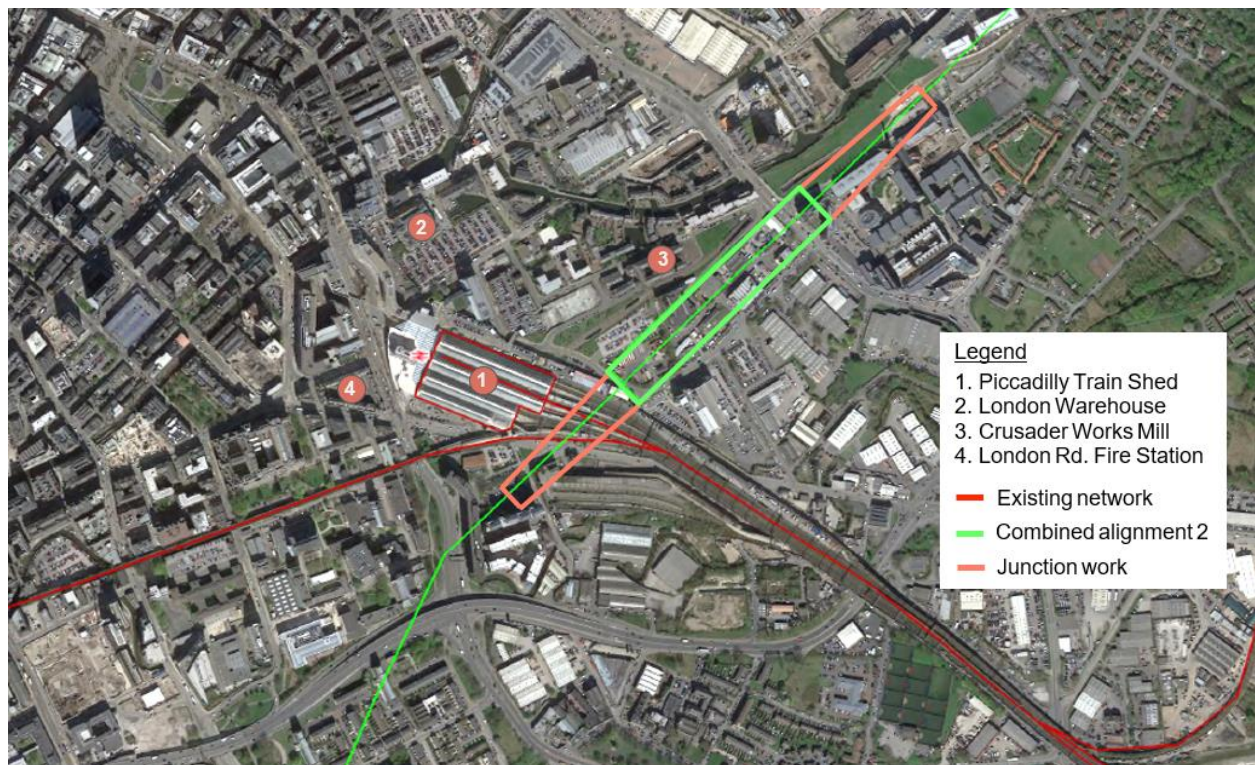 2
3
1
4
Legend
1. Piccadilly Train Shed
2. London Warehouse
3. Crusader Works Mill
4. London Rd. Fire Station
Existing network
Combined alignment 2
Junction work